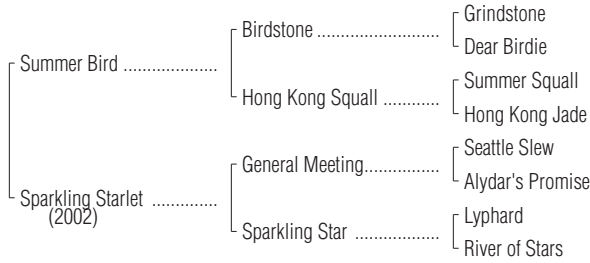 Grindstone
Birdstone ........................
Dear Birdie
Summer Bird ....................
Summer Squall
Hong Kong Squall ............
Hong Kong Jade
Seattle Slew
General Meeting................
Alydar's Promise
Sparkling Starlet ..............
(2002)
Lyphard
Sparkling Star ..................
River of Stars